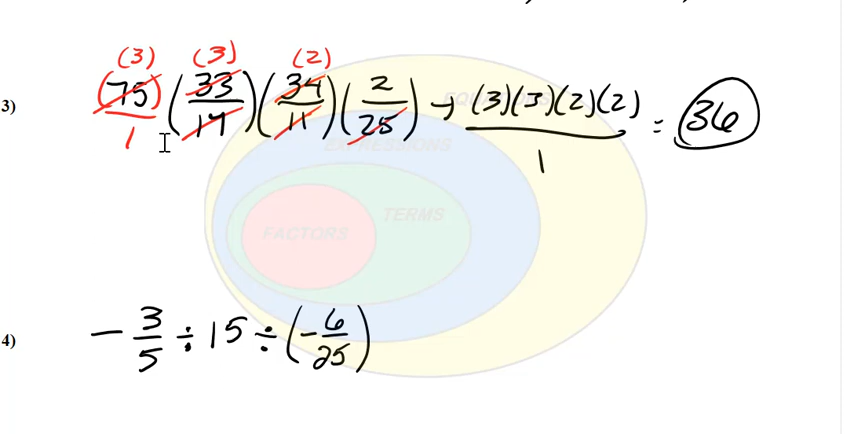 (3) (3) (2)
3) (75)/1 (33/17)(34/11)(2/25) → (3)(3)(2)(2)/1 = 36
EQUATIONS
EXPRESSIONS
TERMS
FACTORS
4) - 3/5 ÷ 15 ÷ (- 6/25)